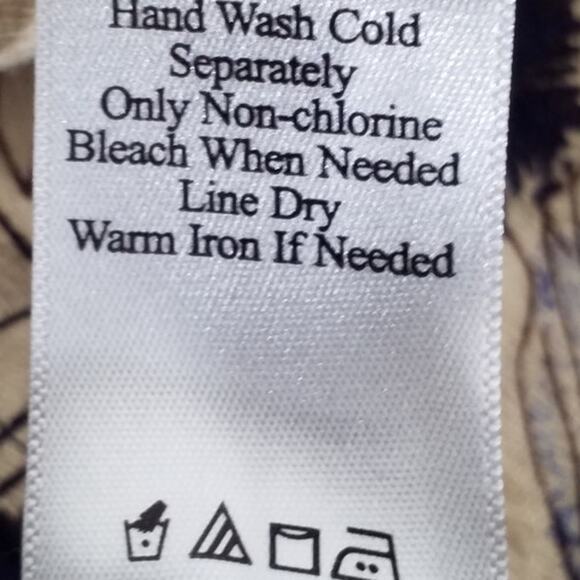 Hand Wash Cold
Separately
Only Non-chlorine
Bleach When Needed
Line Dry
Warm Iron If Needed